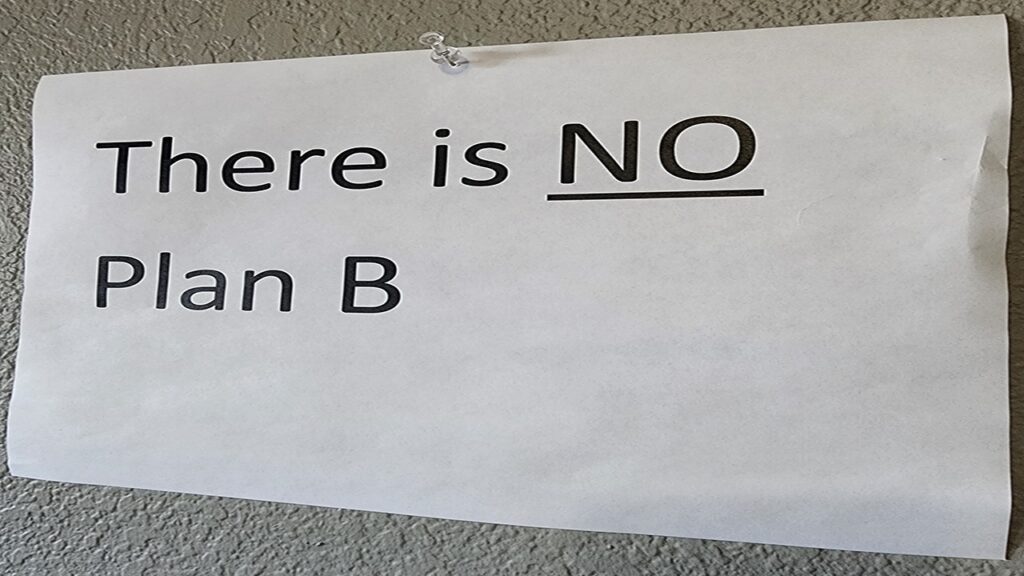 There is NO
Plan B